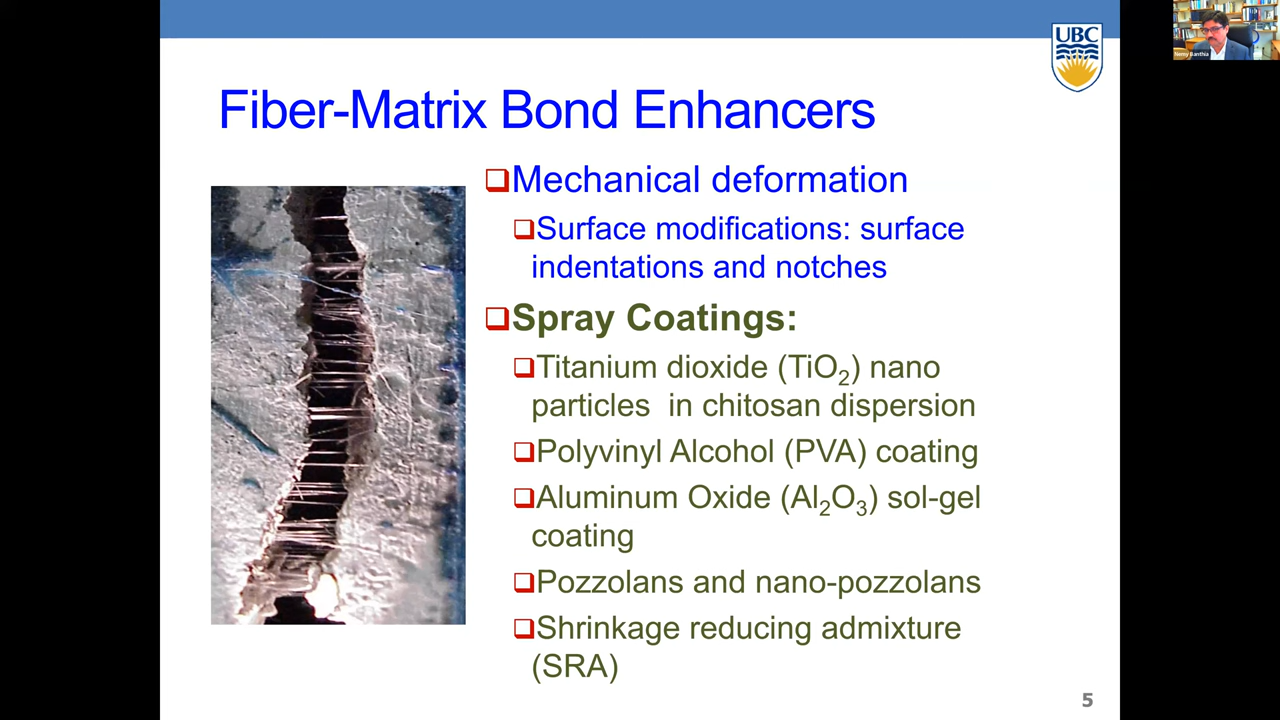 UBC
Nemy Banthia
Fiber-Matrix Bond Enhancers
❑Mechanical deformation
❑Surface modifications: surface
indentations and notches
❑Spray Coatings:
❑Titanium dioxide (TiO₂) nano
particles in chitosan dispersion
❑Polyvinyl Alcohol (PVA) coating
❑Aluminum Oxide (Al₂O₃) sol-gel
coating
❑Pozzolans and nano-pozzolans
❑Shrinkage reducing admixture
(SRA)
5